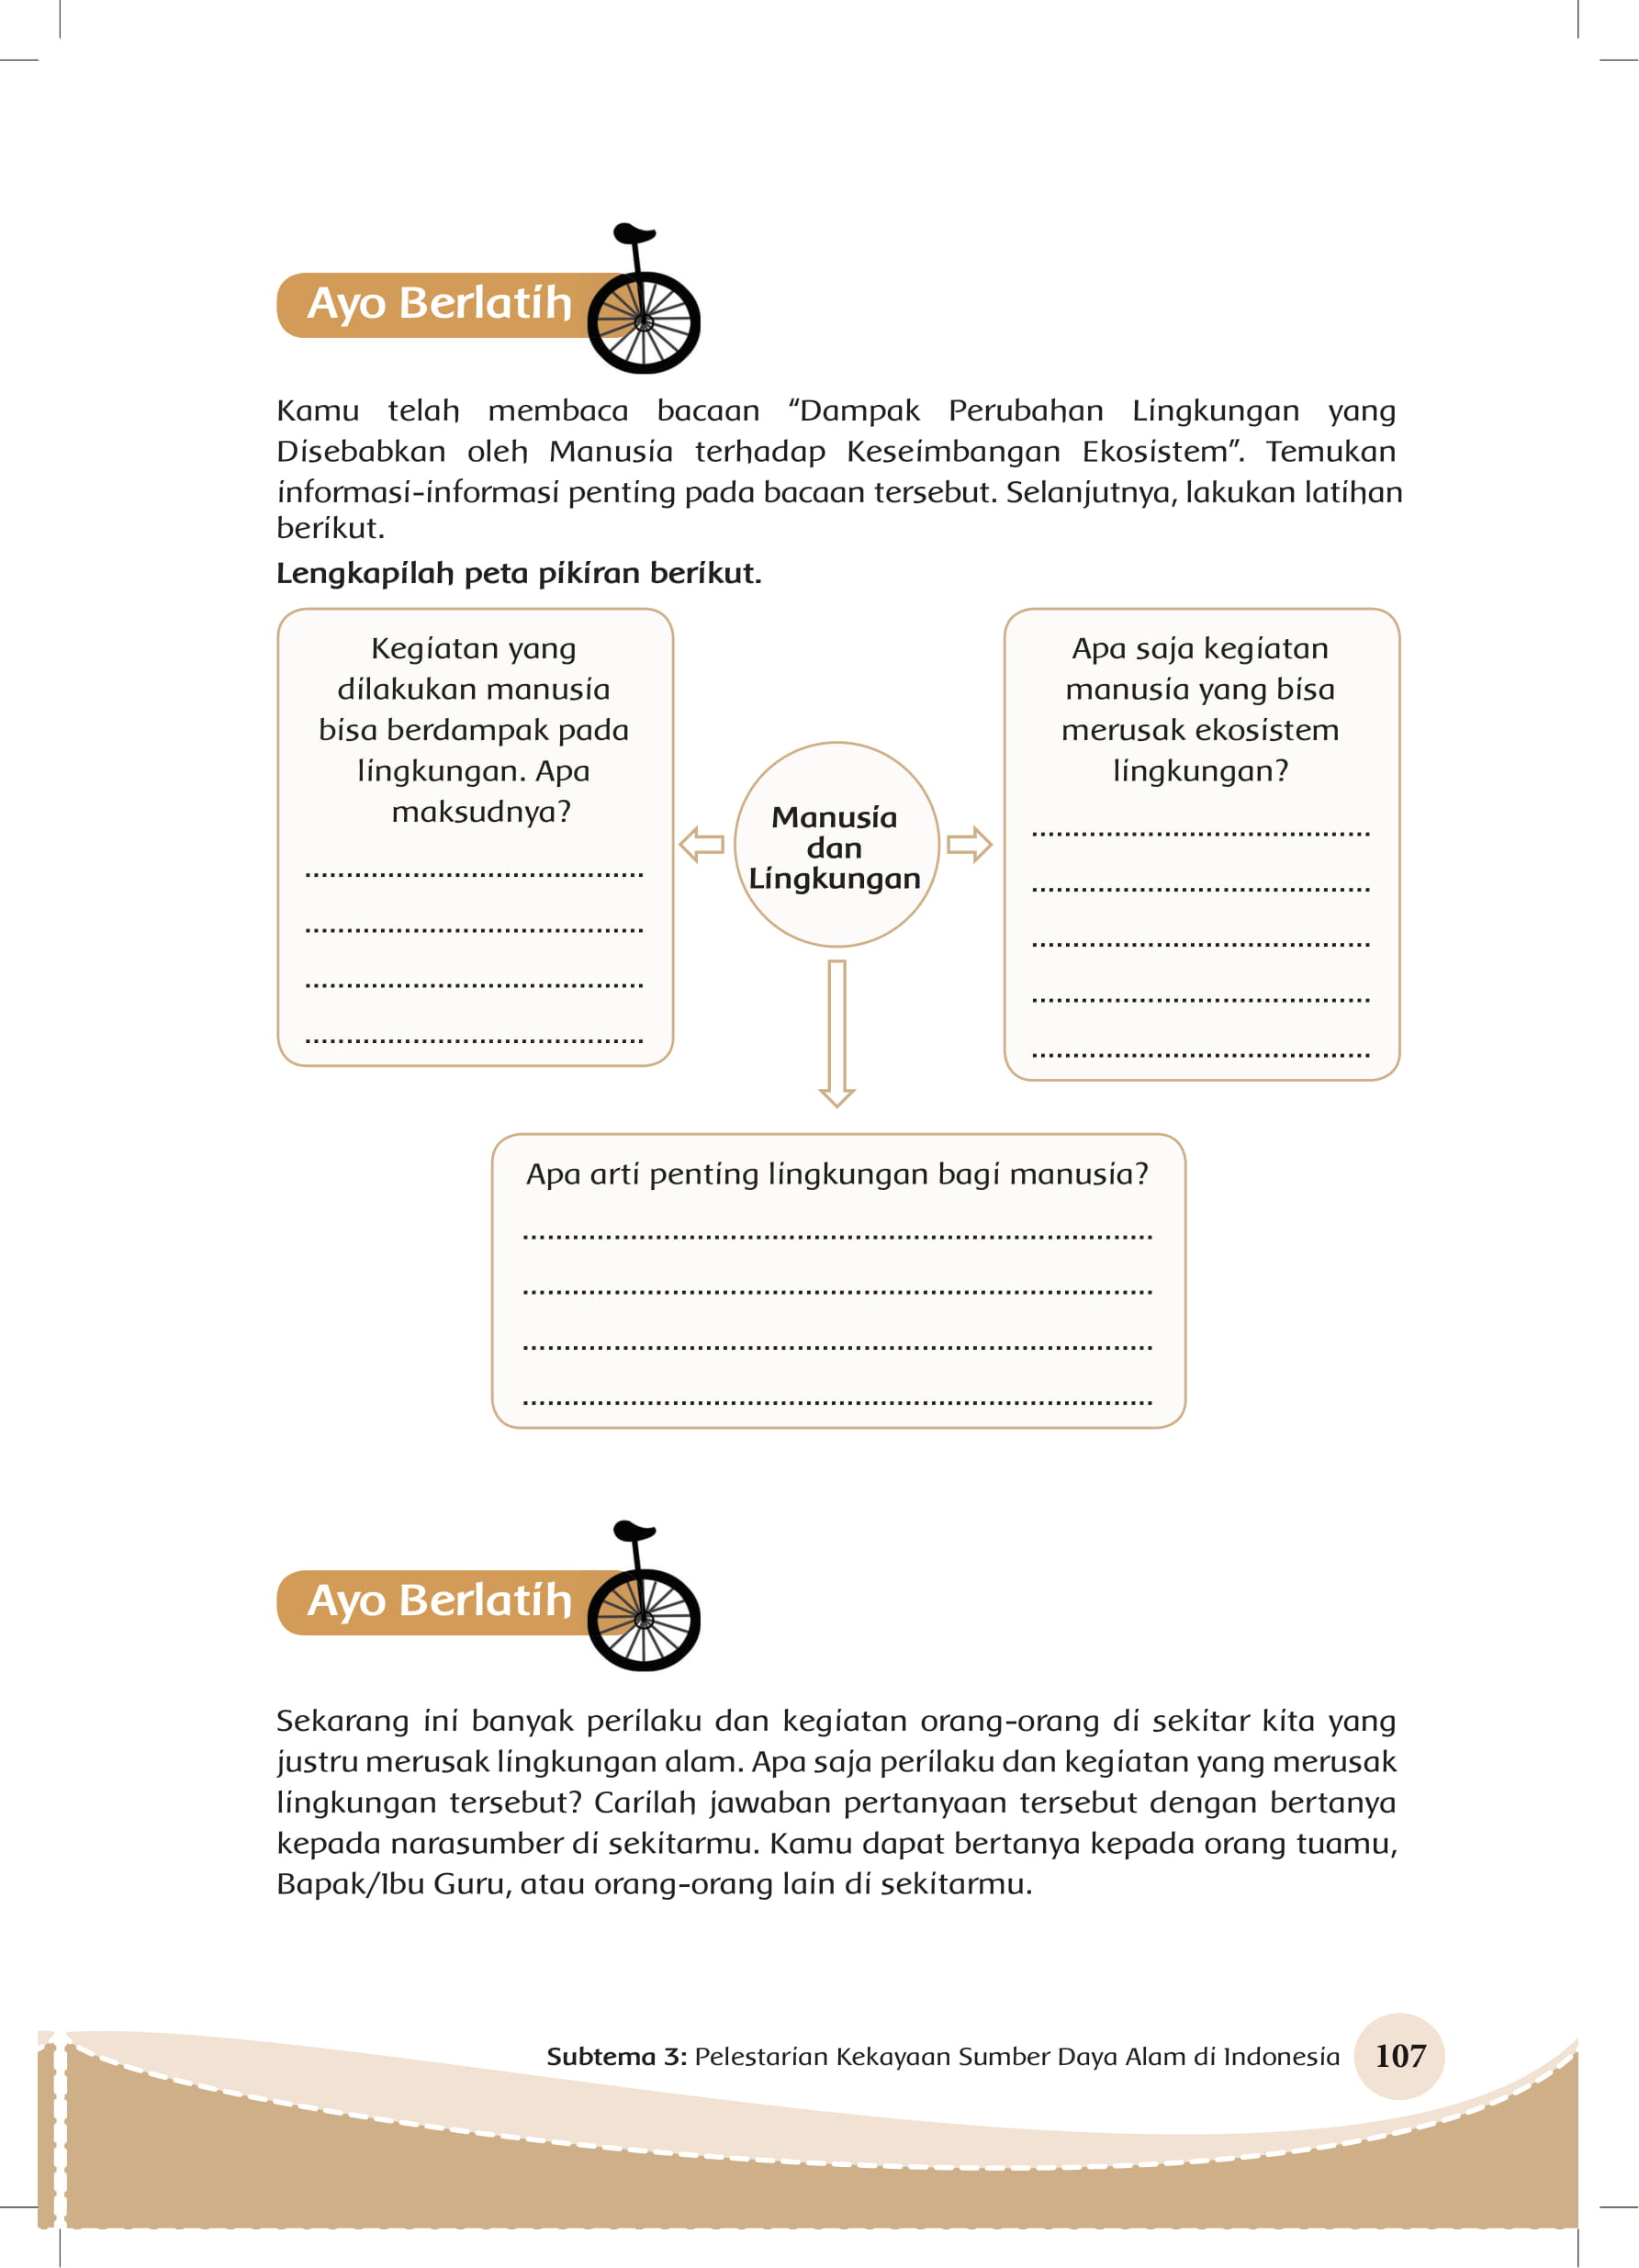 Ayo Berlatih
Kamu telah membaca bacaan “Dampak Perubahan Lingkungan yang
Disebabkan oleh Manusia terhadap Keseimbangan Ekosistem”. Temukan
informasi-informasi penting pada bacaan tersebut. Selanjutnya, lakukan latihan
berikut.
Lengkapilah peta pikiran berikut.
Kegiatan yang
dilakukan manusia
bisa berdampak pada
lingkungan. Apa
maksudnya?
.........................................
.........................................
.........................................
.........................................
Manusia
dan
Lingkungan
Apa saja kegiatan
manusia yang bisa
merusak ekosistem
lingkungan?
.........................................
.........................................
.........................................
.........................................
.........................................
Apa arti penting lingkungan bagi manusia?
............................................................................
............................................................................
............................................................................
............................................................................
Ayo Berlatih
Sekarang ini banyak perilaku dan kegiatan orang-orang di sekitar kita yang
justru merusak lingkungan alam. Apa saja perilaku dan kegiatan yang merusak
lingkungan tersebut? Carilah jawaban pertanyaan tersebut dengan bertanya
kepada narasumber di sekitarmu. Kamu dapat bertanya kepada orang tuamu,
Bapak/Ibu Guru, atau orang-orang lain di sekitarmu.
Subtema 3: Pelestarian Kekayaan Sumber Daya Alam di Indonesia 107